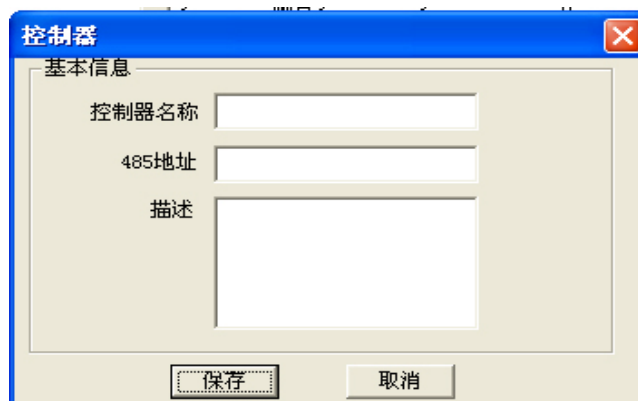 控制器
基本信息
控制器名称
485地址
描述
保存 取消